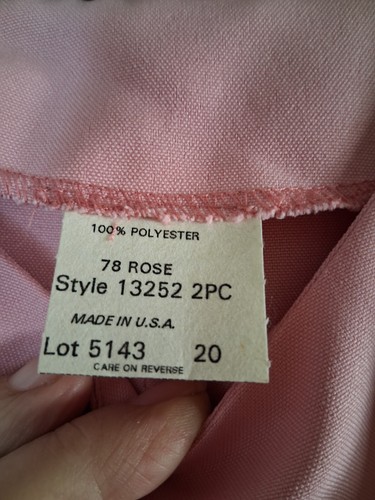 100% POLYESTER
78 ROSE
Style 13252 2PC
MADE IN U.S.A.
Lot 5143 20
CARE ON REVERSE